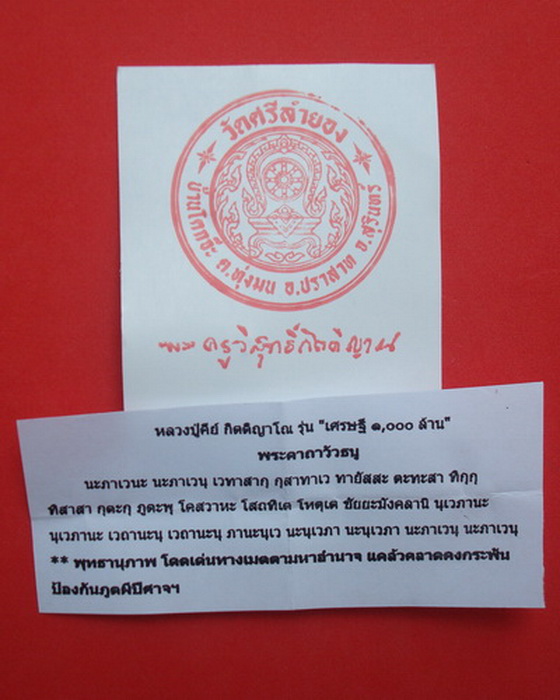 วัดศรีลำยอง
บ้านโคกจ๊ะ ต.ทุ่งมน อ.ปราสาท จ.สุรินทร์
พระครูวิสุทธิ์กิตติญาณ
หลวงปู่คีย์ กิตติญาโณ รุ่น "เศรษฐี ๑,๐๐๐ ล้าน"
พระคาถาวัวธนู
นะภาเวนะ นะภาเวนุ เวทาสากุ กุสาทาเว ทายัสสะ ตะทะสา ทิกุกุ
ทิสาสา กุตะกุ ภูตะพุ โคสวาหะ โสตถิเต โหตุเต ชัยยะมังคลานิ นุเวภานะ
นุเวภานะ เวถานะนุ เวถานะนุ ภานะนุเว นะนุเวภา นะนุเวภา นะภาเวนุ นะภาเวนุ
** พุทธานุภาพ โดดเด่นทางเมตตามหาอำนาจ แคล้วคลาดคงกระพัน
ป้องกันภูตผีปีศาจฯ